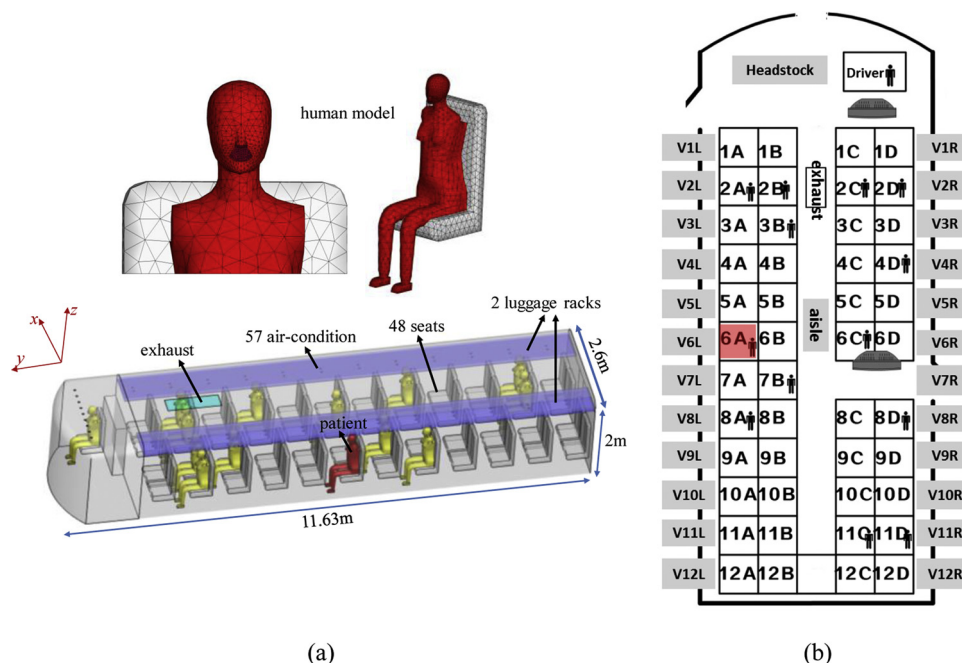 human model
z
x
y
exhaust
57 air-condition
48 seats
2 luggage racks
2.6m
patient
2m
11.63m
(a)
Headstock
Driver
V1L 1A 1B 1C 1D V1R
exhaust
V2L 2A 2B 2C 2D V2R
V3L 3A 3B 3C 3D V3R
V4L 4A 4B 4C 4D V4R
V5L 5A 5B 5C 5D V5R
aisle
V6L 6A 6B 6C 6D V6R
V7L 7A 7B V7R
V8L 8A 8B 8C 8D V8R
V9L 9A 9B 9C 9D V9R
V10L 10A 10B 10C 10D V10R
V11L 11A 11B 11C 11D V11R
V12L 12A 12B 12C 12D V12R
(b)